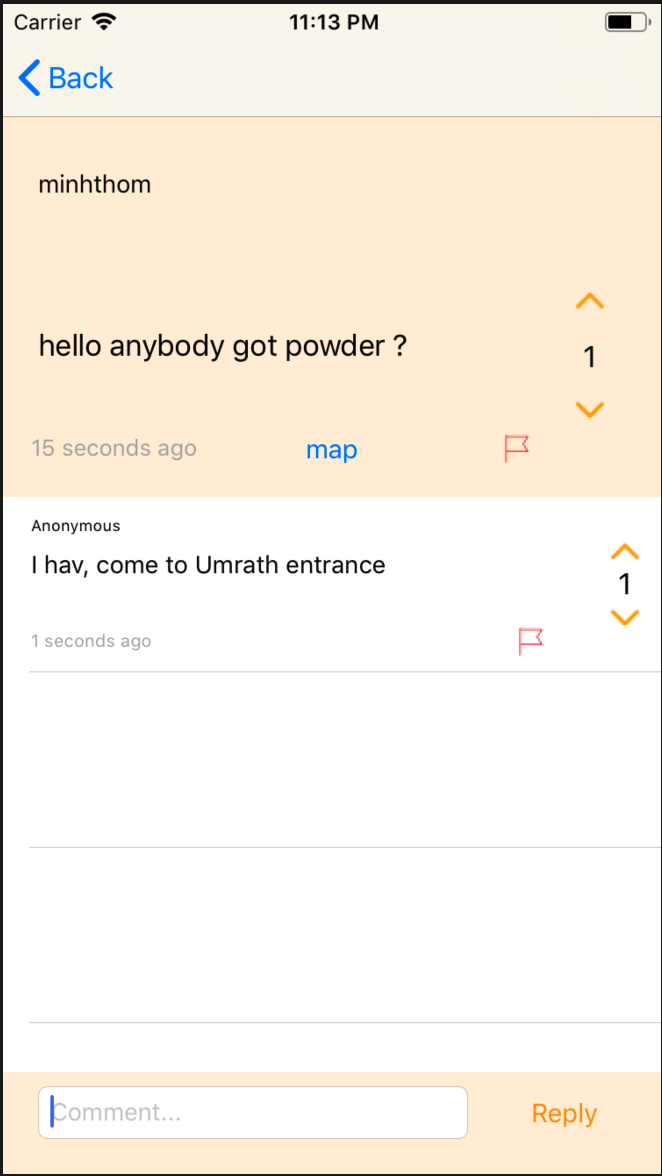 Carrier 11:13 PM
Back
minhthom
hello anybody got powder ?
1
15 seconds ago map
Anonymous
I hav, come to Umrath entrance
1
1 seconds ago
Comment...
Reply